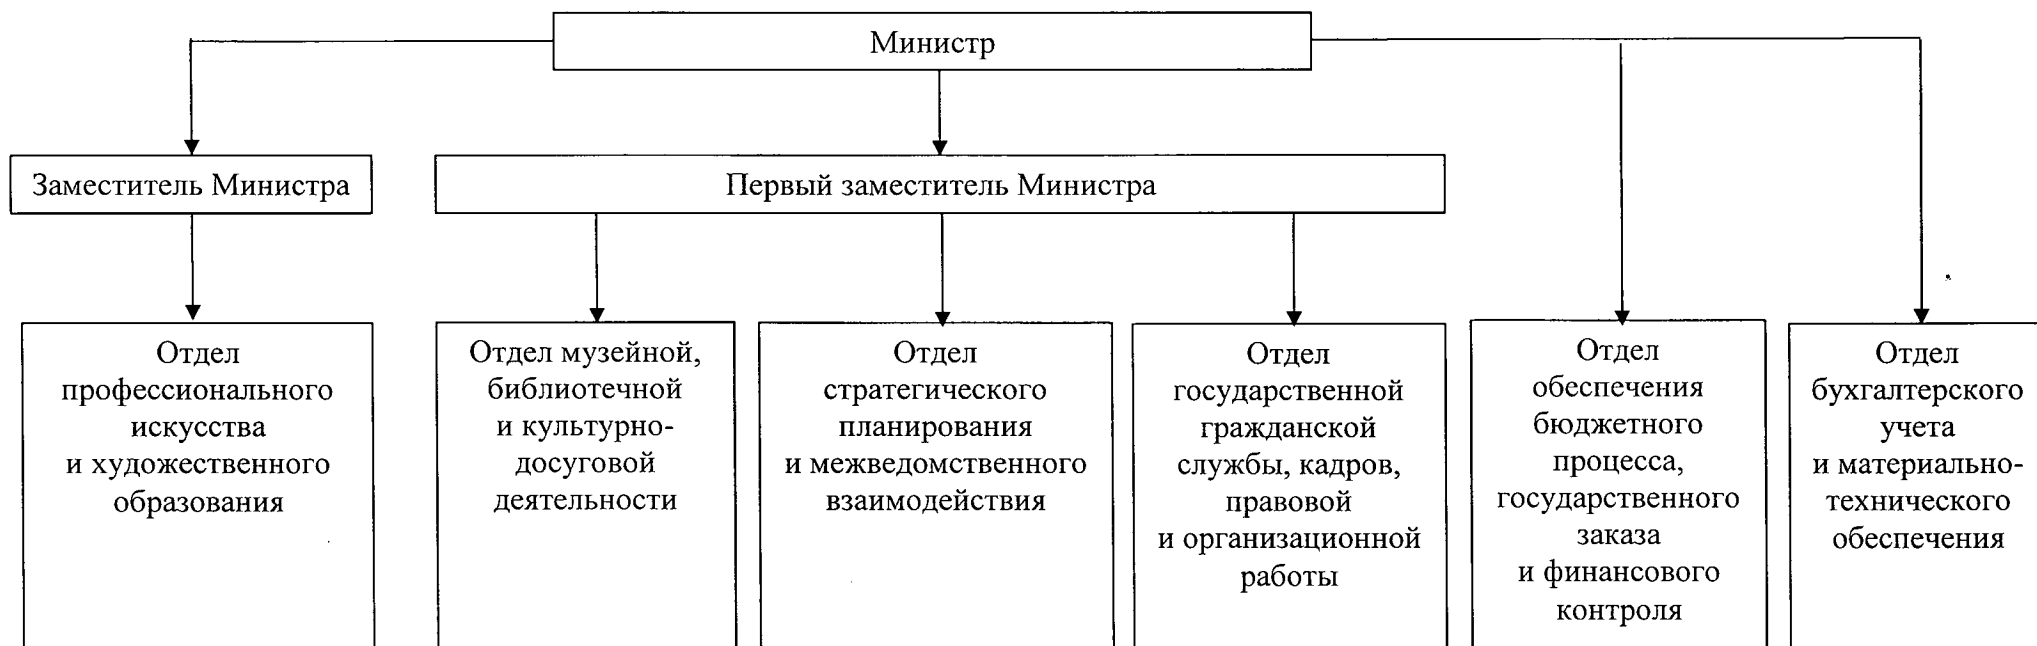 Министр
Заместитель Министра
Первый заместитель Министра
Отдел
профессионального
искусства
и художественного
образования
Отдел музейной,
библиотечной
и культурно-
досуговой
деятельности
Отдел
стратегического
планирования
и межведомственного
взаимодействия
Отдел
государственной
гражданской
службы, кадров,
правовой
и организационной
работы
Отдел
обеспечения
бюджетного
процесса,
государственного
заказа
и финансового
контроля
Отдел
бухгалтерского
учета
и материально-
технического
обеспечения